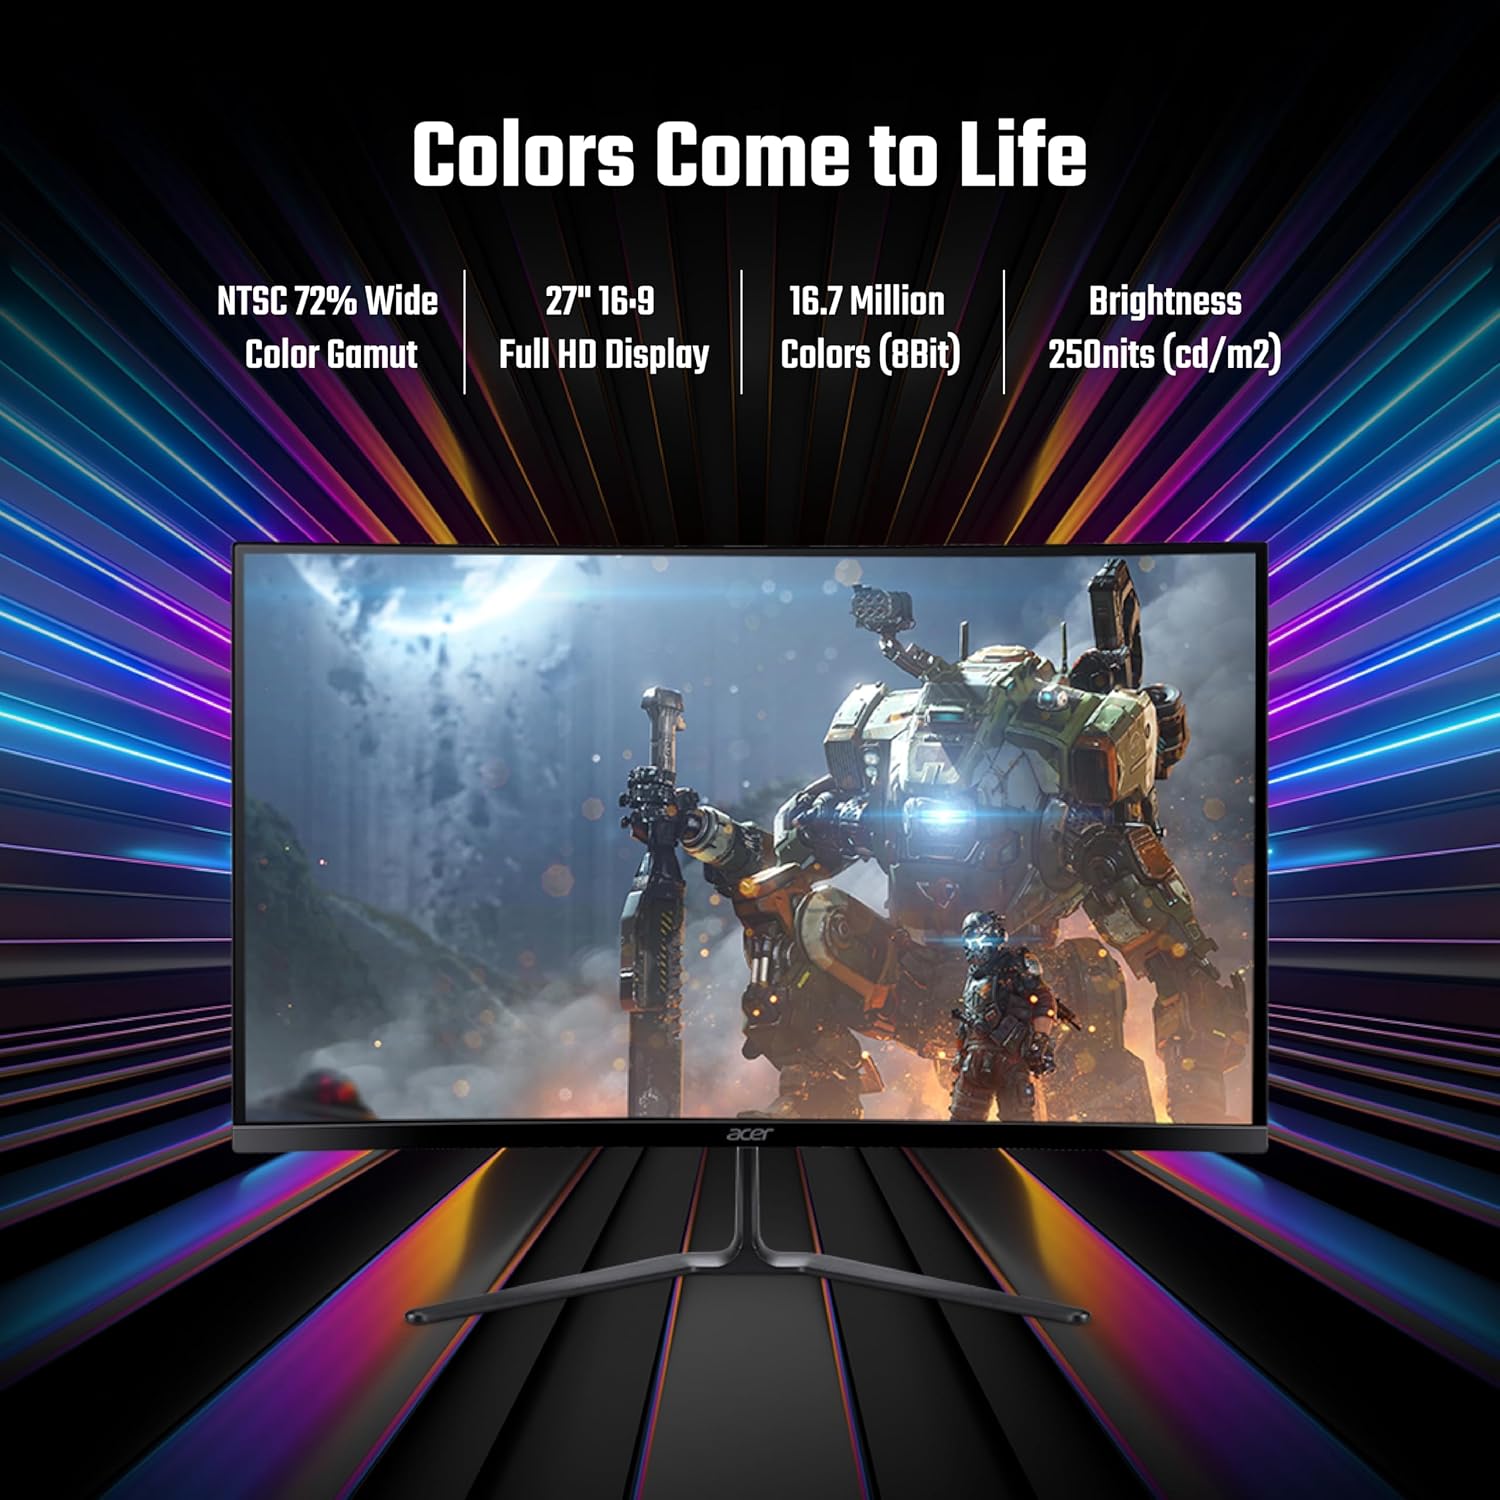 Colors Come to Life
NTSC 72% Wide
Color Gamut
27" 16:9
Full HD Display
16.7 Million
Colors (8Bit)
Brightness
250nits (cd/m2)
acer